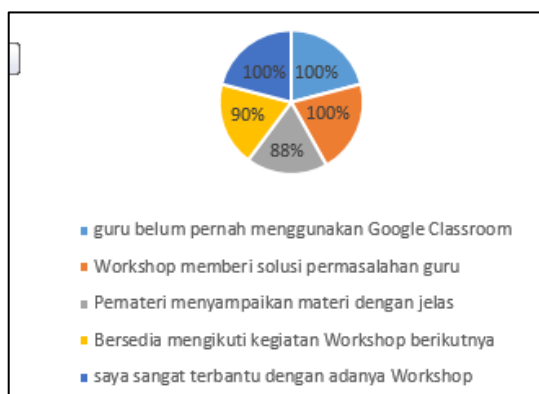 100% 100%
90% 100%
88%
guru belum pernah menggunakan Google Classroom
Workshop memberi solusi permasalahan guru
Pemateri menyampaikan materi dengan jelas
Bersedia mengikuti kegiatan Workshop berikutnya
saya sangat terbantu dengan adanya Workshop